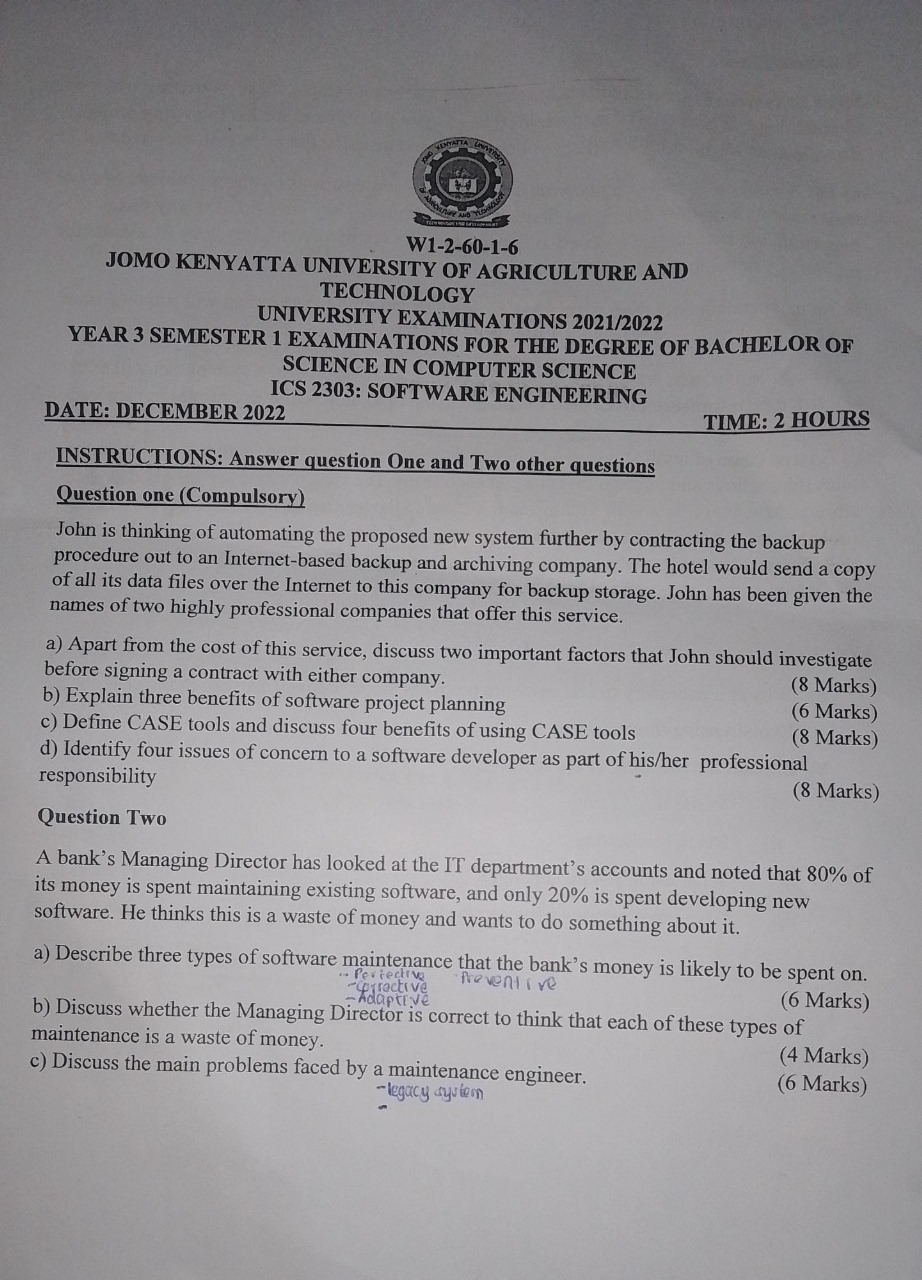 JOMO KENYATTA UNIVERSITY
OF AGRICULTURE AND TECHNOLOGY
W1-2-60-1-6
JOMO KENYATTA UNIVERSITY OF AGRICULTURE AND
TECHNOLOGY
UNIVERSITY EXAMINATIONS 2021/2022
YEAR 3 SEMESTER 1 EXAMINATIONS FOR THE DEGREE OF BACHELOR OF
SCIENCE IN COMPUTER SCIENCE
ICS 2303: SOFTWARE ENGINEERING
DATE: DECEMBER 2022 TIME: 2 HOURS
INSTRUCTIONS: Answer question One and Two other questions
Question one (Compulsory)
John is thinking of automating the proposed new system further by contracting the backup
procedure out to an Internet-based backup and archiving company. The hotel would send a copy
of all its data files over the Internet to this company for backup storage. John has been given the
names of two highly professional companies that offer this service.
a) Apart from the cost of this service, discuss two important factors that John should investigate
before signing a contract with either company. (8 Marks)
b) Explain three benefits of software project planning (6 Marks)
c) Define CASE tools and discuss four benefits of using CASE tools (8 Marks)
d) Identify four issues of concern to a software developer as part of his/her professional
responsibility (8 Marks)
Question Two
A bank's Managing Director has looked at the IT department's accounts and noted that 80% of
its money is spent maintaining existing software, and only 20% is spent developing new
software. He thinks this is a waste of money and wants to do something about it.
a) Describe three types of software maintenance that the bank's money is likely to be spent on.
- Perfective - Preventive
- Corrective (6 Marks)
- Adaptive
b) Discuss whether the Managing Director is correct to think that each of these types of
maintenance is a waste of money. (4 Marks)
c) Discuss the main problems faced by a maintenance engineer. (6 Marks)
- legacy system
-